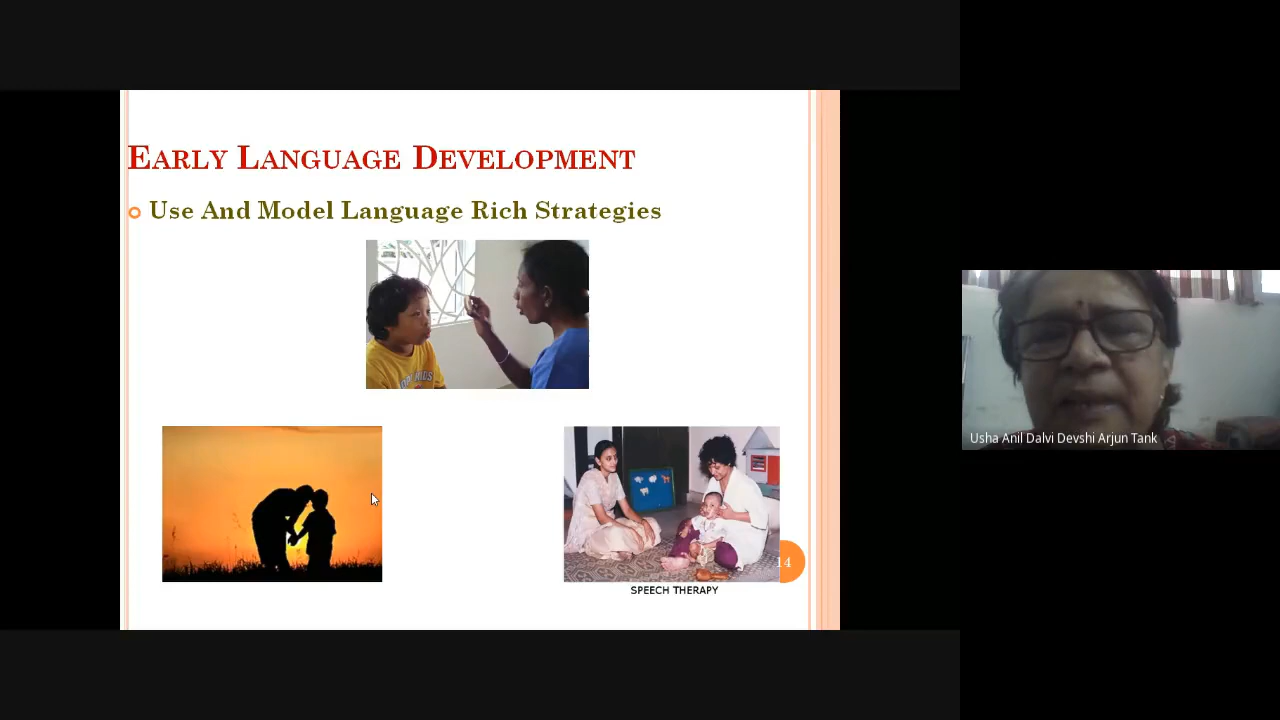 Early Language Development
Use And Model Language Rich Strategies
14
SPEECH THERAPY
Usha Anil Dalvi Devshi Arjun Tank